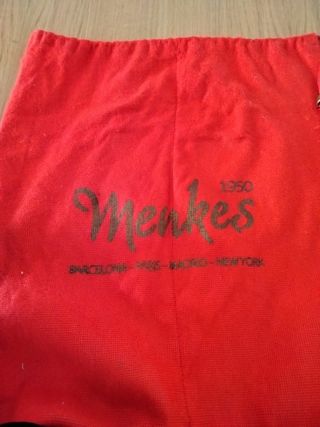 1950
Menkes
BARCELONA - PARIS - MADRID - NEW YORK